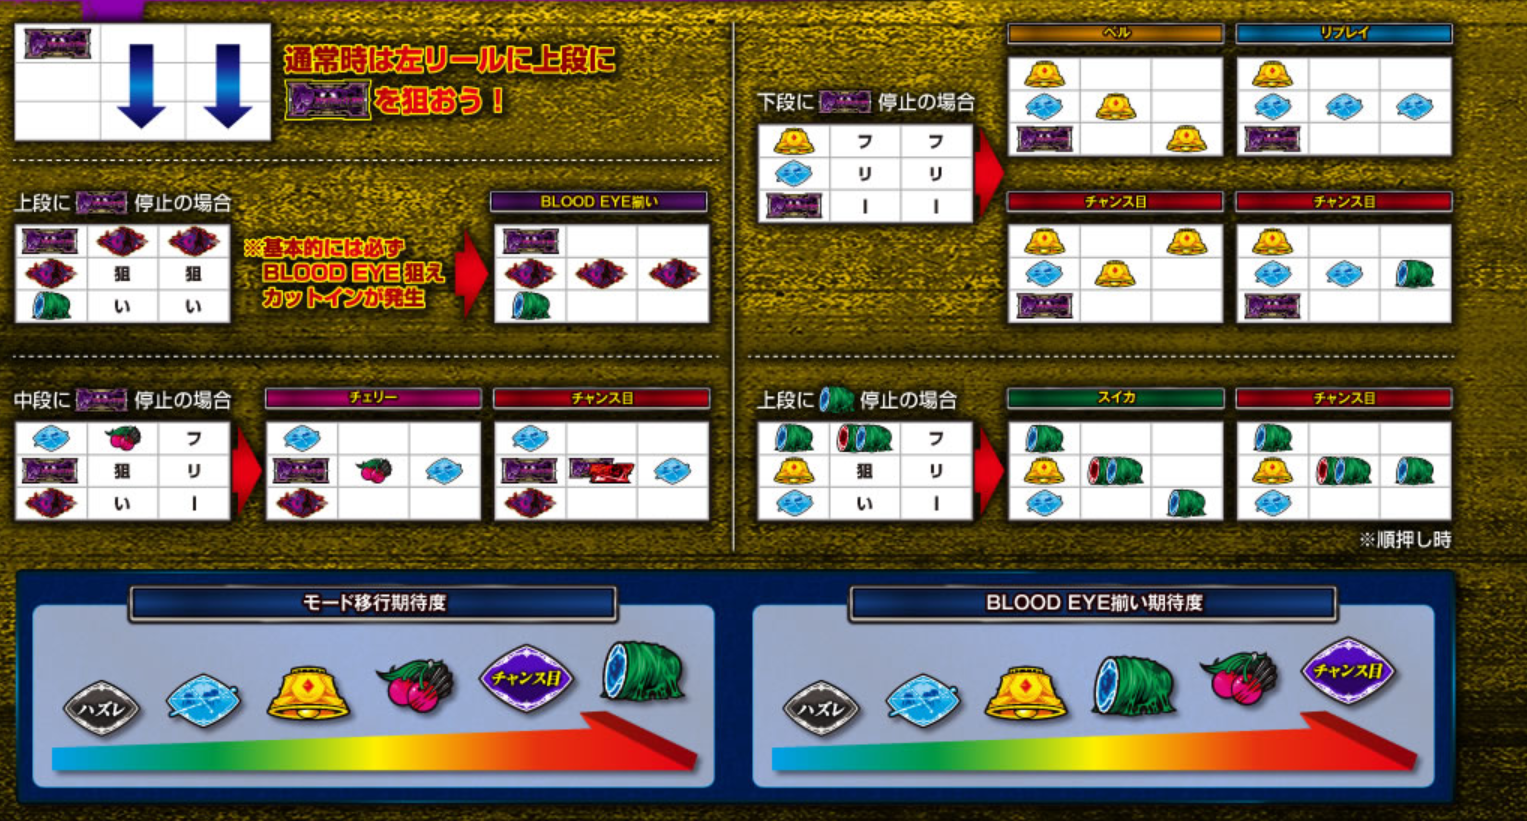 通常時は左リールに上段に
を狙おう！
上段に 停止の場合
狙 狙
い い
※基本的には必ず
BLOOD EYE 狙え
カットインが発生
BLOOD EYE揃い
中段に 停止の場合
フ
狙 リ
い ー
チェリー
チャンス目
下段に 停止の場合
フ フ
リ リ
ー ー
ベル
リプレイ
チャンス目
チャンス目
上段に 停止の場合
フ
狙 リ
い ー
スイカ
チャンス目
※順押し時
モード移行期待度
ハズレ
チャンス目
BLOOD EYE揃い期待度
ハズレ
チャンス目